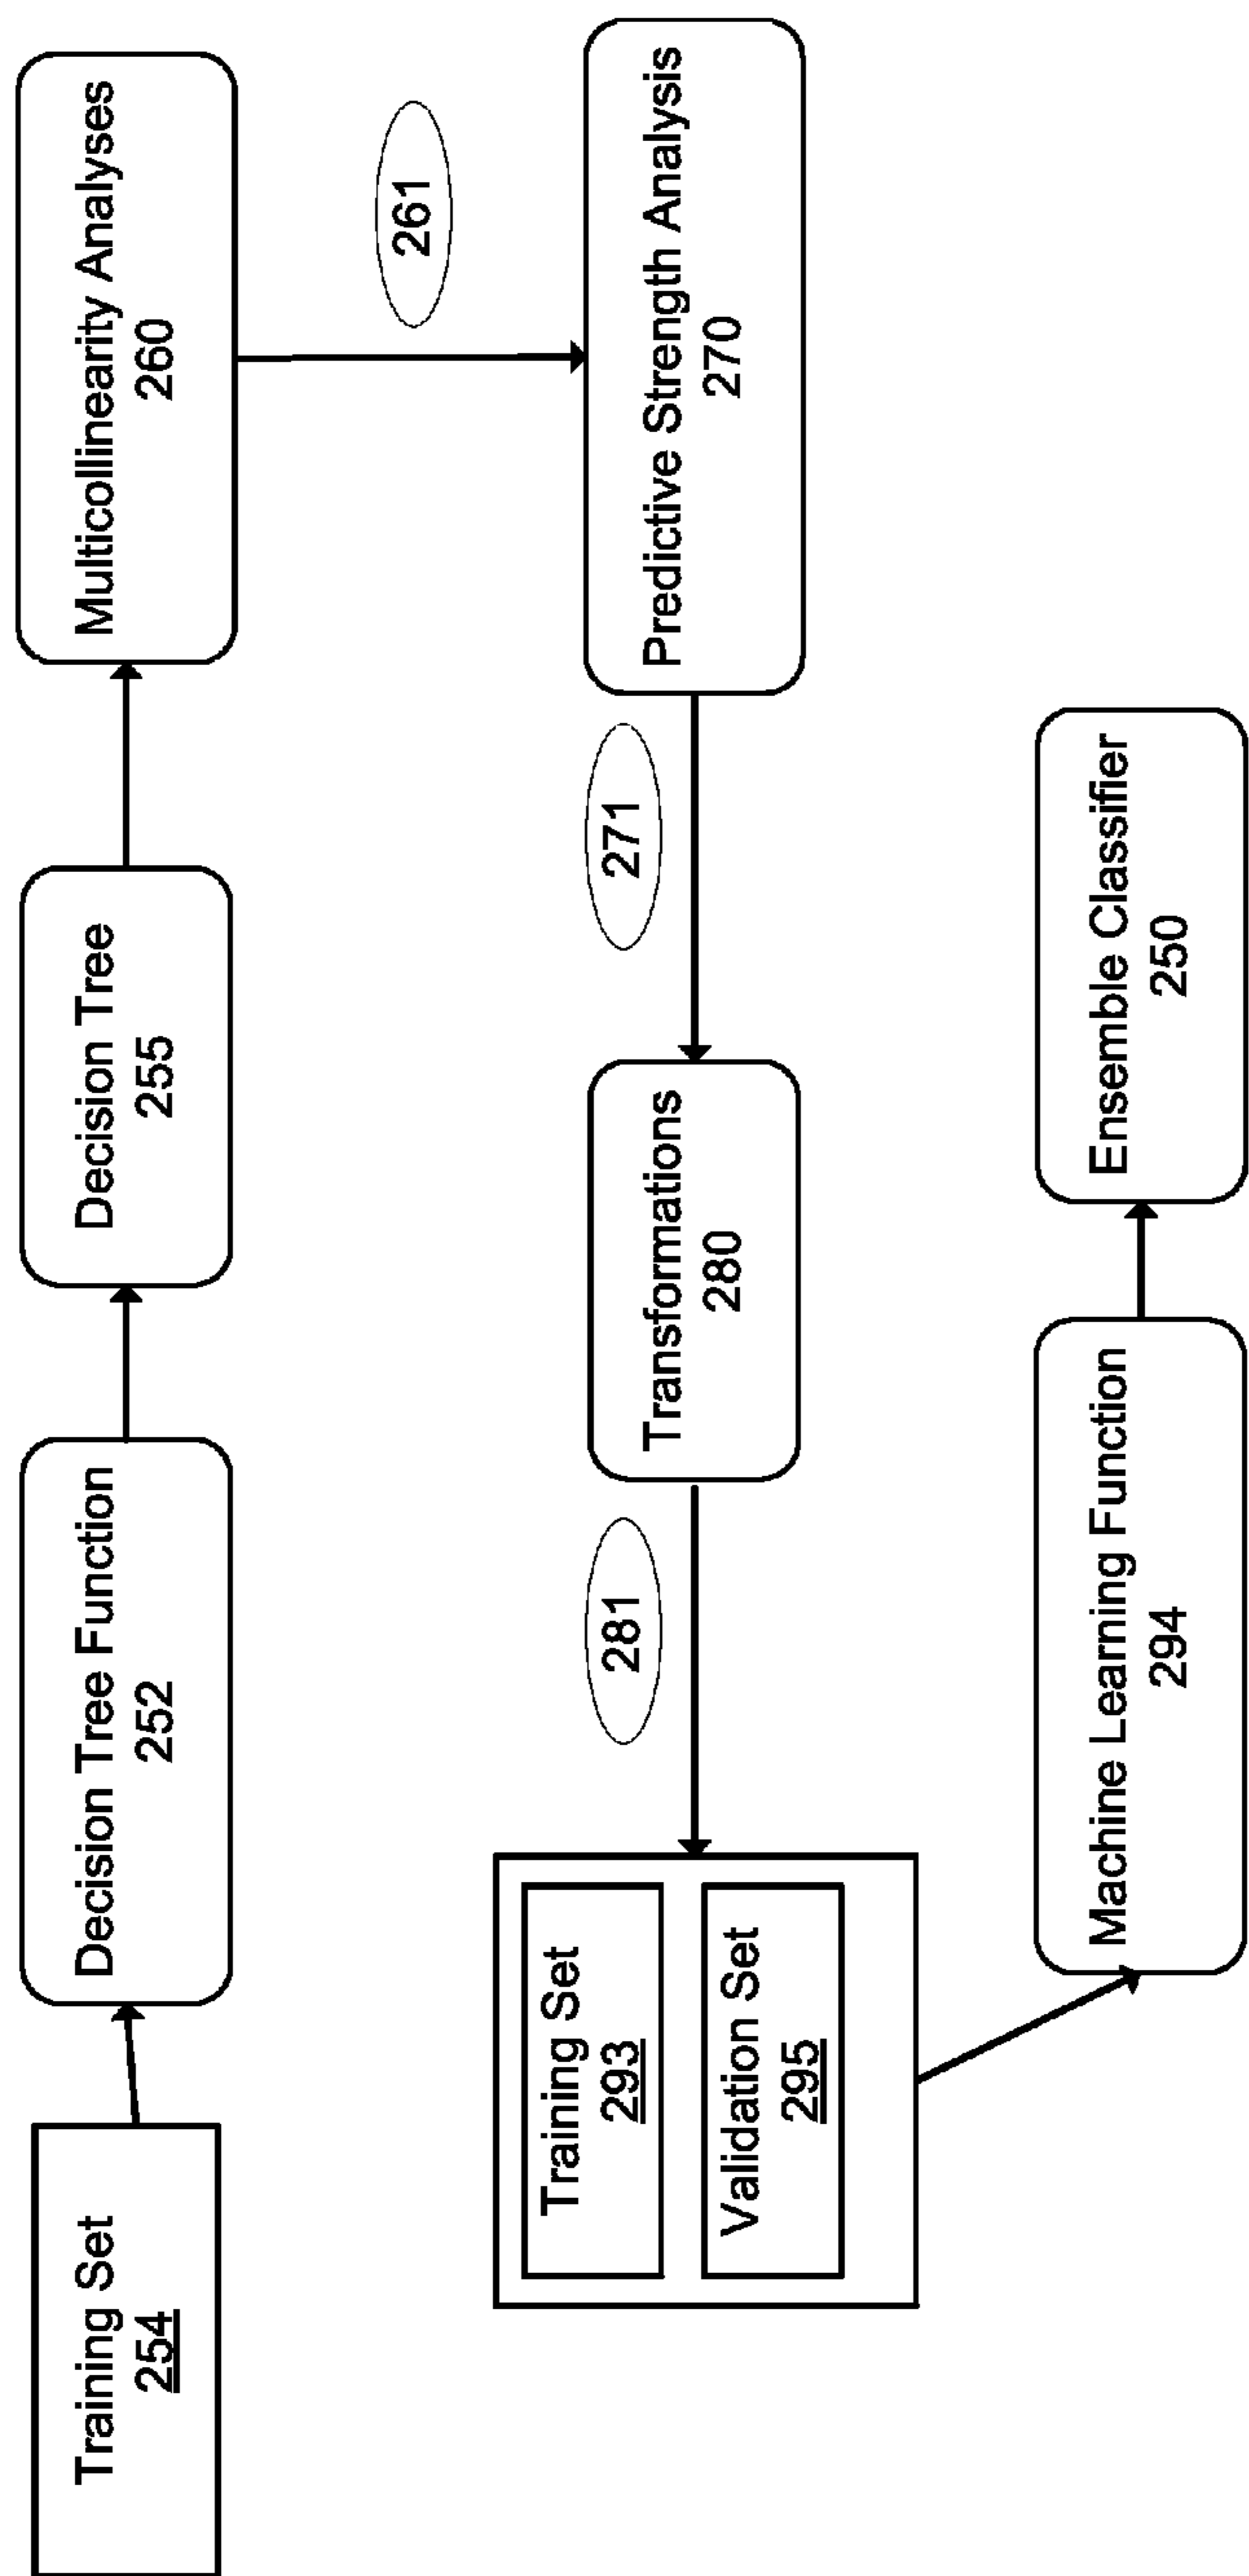 Training Set
254
Decision Tree Function
252
Decision Tree
255
Multicollinearity Analyses
260
261
Predictive Strength Analysis
270
271
Transformations
280
281
Training Set
293
Validation Set
295
Machine Learning Function
294
Ensemble Classifier
250